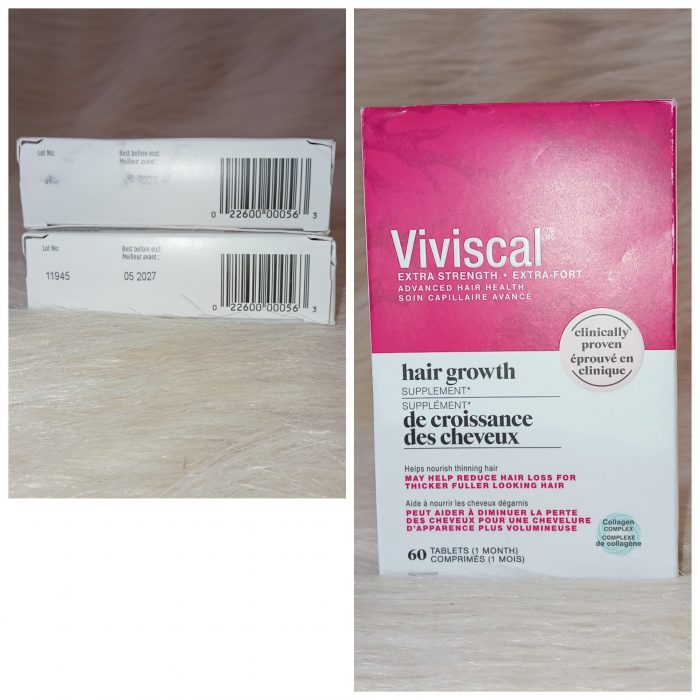 Lot No:
Best before end:
Meilleur avant :
0 22600 00056 3
Lot No:
Best before end:
Meilleur avant :
11945
05 2027
0 22600 00056 3
Viviscal™
MC
EXTRA STRENGTH • EXTRA-FORT
ADVANCED HAIR HEALTH
SOIN CAPILLAIRE AVANCÉ
clinically
proven
éprouvé en
clinique
hair growth
SUPPLEMENT*
SUPPLÉMENT*
de croissance
des cheveux
Helps nourish thinning hair
MAY HELP REDUCE HAIR LOSS FOR
THICKER FULLER LOOKING HAIR
Aide à nourrir les cheveux dégarnis
PEUT AIDER À DIMINUER LA PERTE
DES CHEVEUX POUR UNE CHEVELURE
D'APPARENCE PLUS VOLUMINEUSE
Collagen
COMPLEX
COMPLEXE
de collagène
60 TABLETS (1 MONTH)
COMPRIMÉS (1 MOIS)